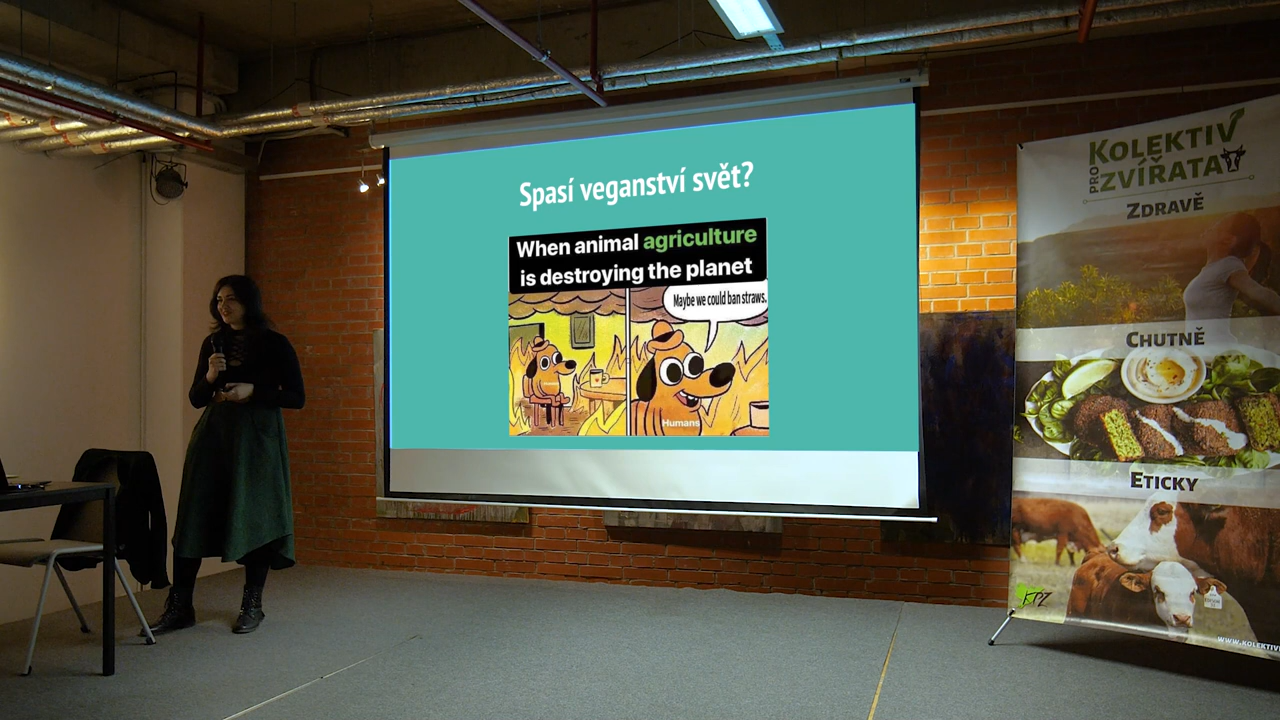 Spasí veganství svět?
When animal agriculture
is destroying the planet
Maybe we could ban straws.
Humans
KOLEKTIV
PRO ZVÍŘATA
ZDRAVĚ
CHUTNĚ
ETICKY
KPZ